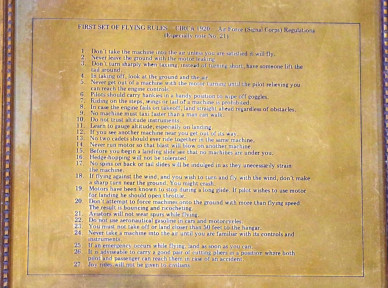 FIRST SET OF FLYING RULES CIRCA 1920 Air Force (Signal Corps) Regulations
1. Don't take the machine into the air unless you are satisfied it will fly.
2. Never leave the ground with the motor leaking.
3. Don't turn sharply when taxiing. Instead of turning short, have someone lift the
tail around.
4. In taking off, look at the ground and the air.
5. Never get out of a machine with the motor running until the pilot relieving you
can reach the engine controls.
6. Pilots should carry hankies in a handy position to wipe off goggles.
7. Riding on the steps, wings or tail of a machine is prohibited.
8. In case the engine fails on takeoff, land straight ahead regardless of obstacles.
9. No machine must taxi faster than a man can walk.
10. Do not trust altitude instruments.
11. Learn to gauge altitude, especially on landing.
12. If you see another machine near you get out of its way.
13. No two cadets should ever ride together in the same machine.
14. Never run motor so that blast will blow on another machine.
15. Before you begin a landing glide see that no machines are under you.
16. Hedge-hopping will not be tolerated.
17. No spins on back or tail slides will be indulged in as they unnecessarily strain
the machine.
18. If flying against the wind, and you wish to turn and fly with the wind, don't make
a sharp turn near the ground. You might crash.
19. Motors have been known to stop during a long glide. If pilot wishes to use motor
for landing he should open throttle.
20. Don't attempt to force machines onto the ground with more than flying speed.
The result is bouncing and ricocheting.
21. Aviators will not wear spurs while flying.
22. Do not use aeronautical gasoline in cars and motorcycles.
23. You must not take off or land closer than 50 feet to the hangar.
24. Never take a machine into the air until you are familiar with its controls and
instruments.
25. If an emergency occurs while flying, land as soon as you can.
26. It is advisable to carry a good pair of cutting pliers in a position where both
pilot and passenger can reach them in case of an accident.
27. Joy rides will not be given to civilians.